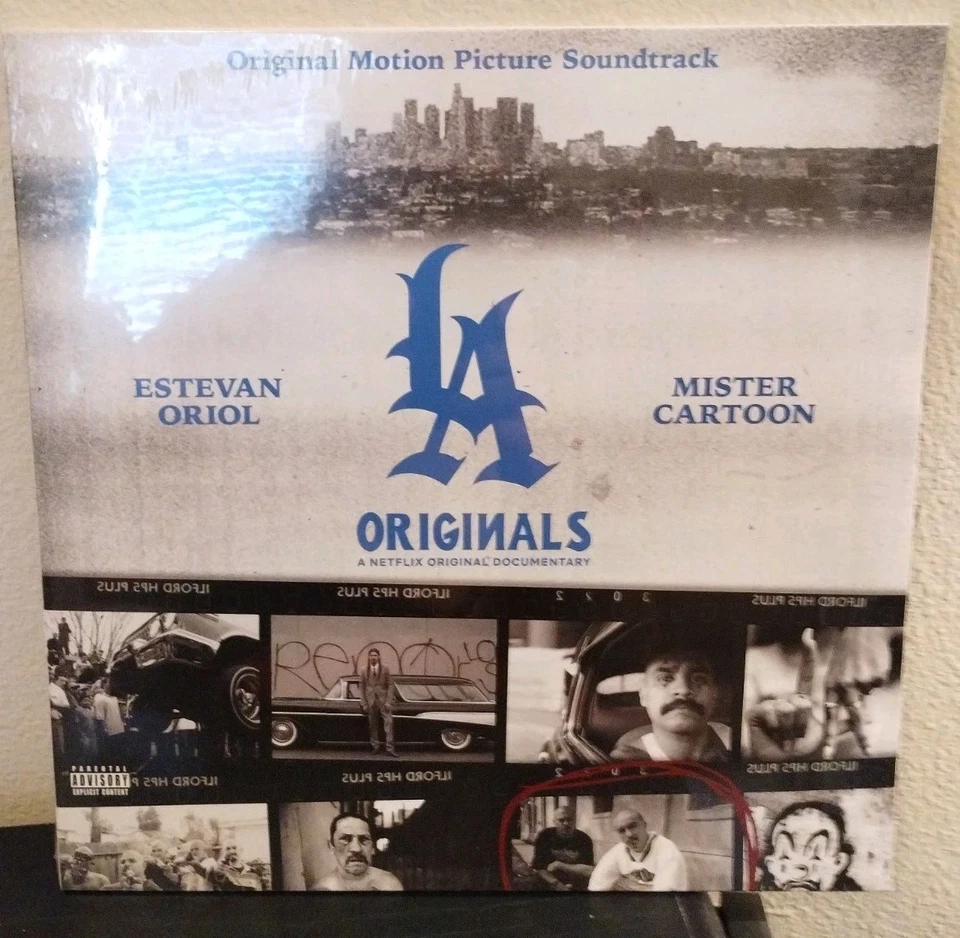 Original Motion Picture Soundtrack
LA
ESTEVAN
ORIOL
MISTER
CARTOON
ORIGINALS
A NETFLIX ORIGINAL DOCUMENTARY
ILFORD HP5 PLUS
ILFORD HP5 PLUS
ILFORD HP5 PLUS
PARENTAL
ADVISORY
EXPLICIT CONTENT
ILFORD HP5 PLUS
ILFORD HP5 PLUS
ILFORD HP5 PLUS